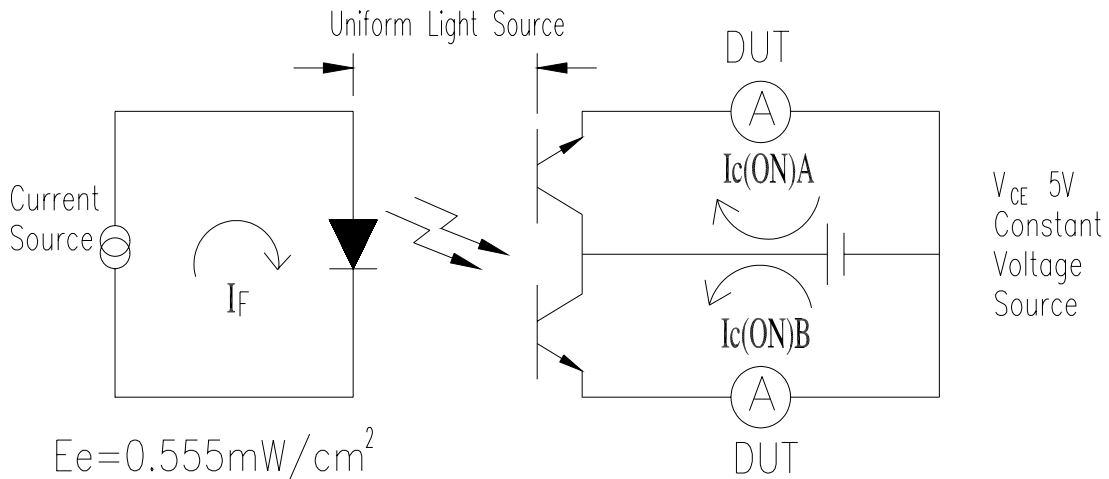 Uniform Light Source
DUT
A
Ic(ON)A
Current
Source
IF
VCE 5V
Constant
Voltage
Source
Ic(ON)B
A
DUT
Ee=0.555mW/cm²